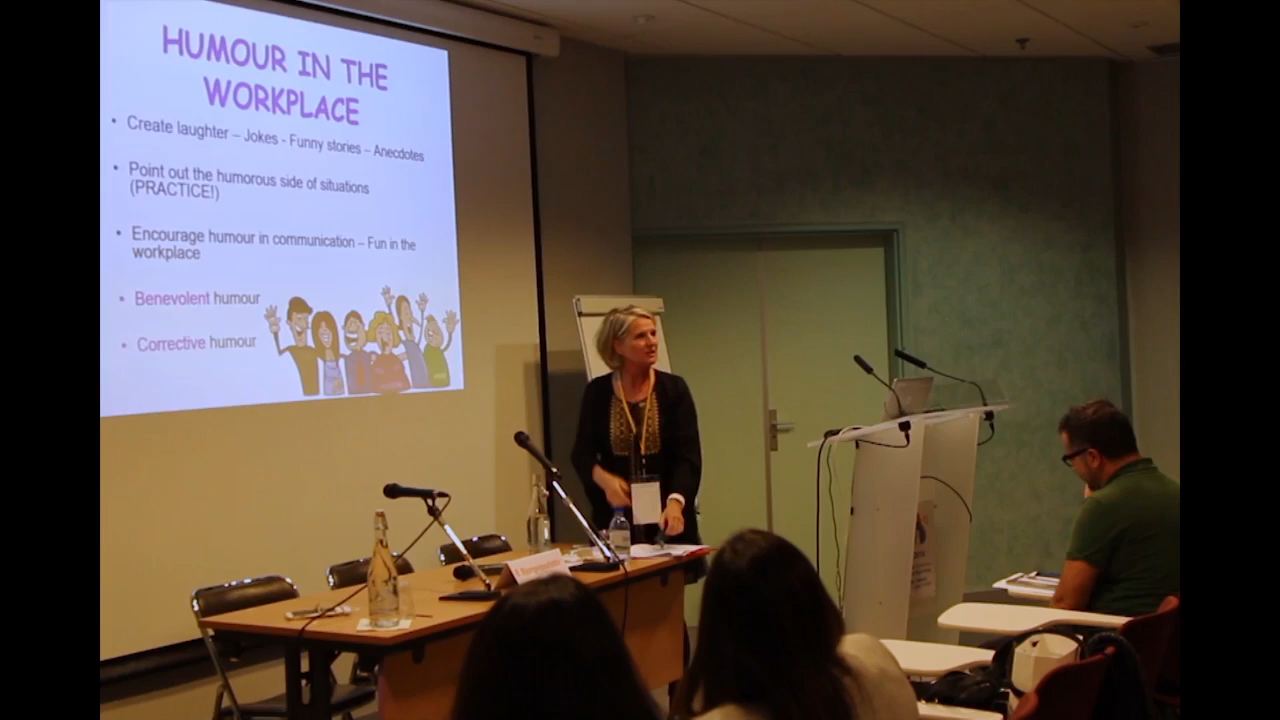 HUMOUR IN THE
WORKPLACE
• Create laughter – Jokes - Funny stories – Anecdotes
• Point out the humorous side of situations
(PRACTICE!)
• Encourage humour in communication – Fun in the
workplace
• Benevolent humour
• Corrective humour